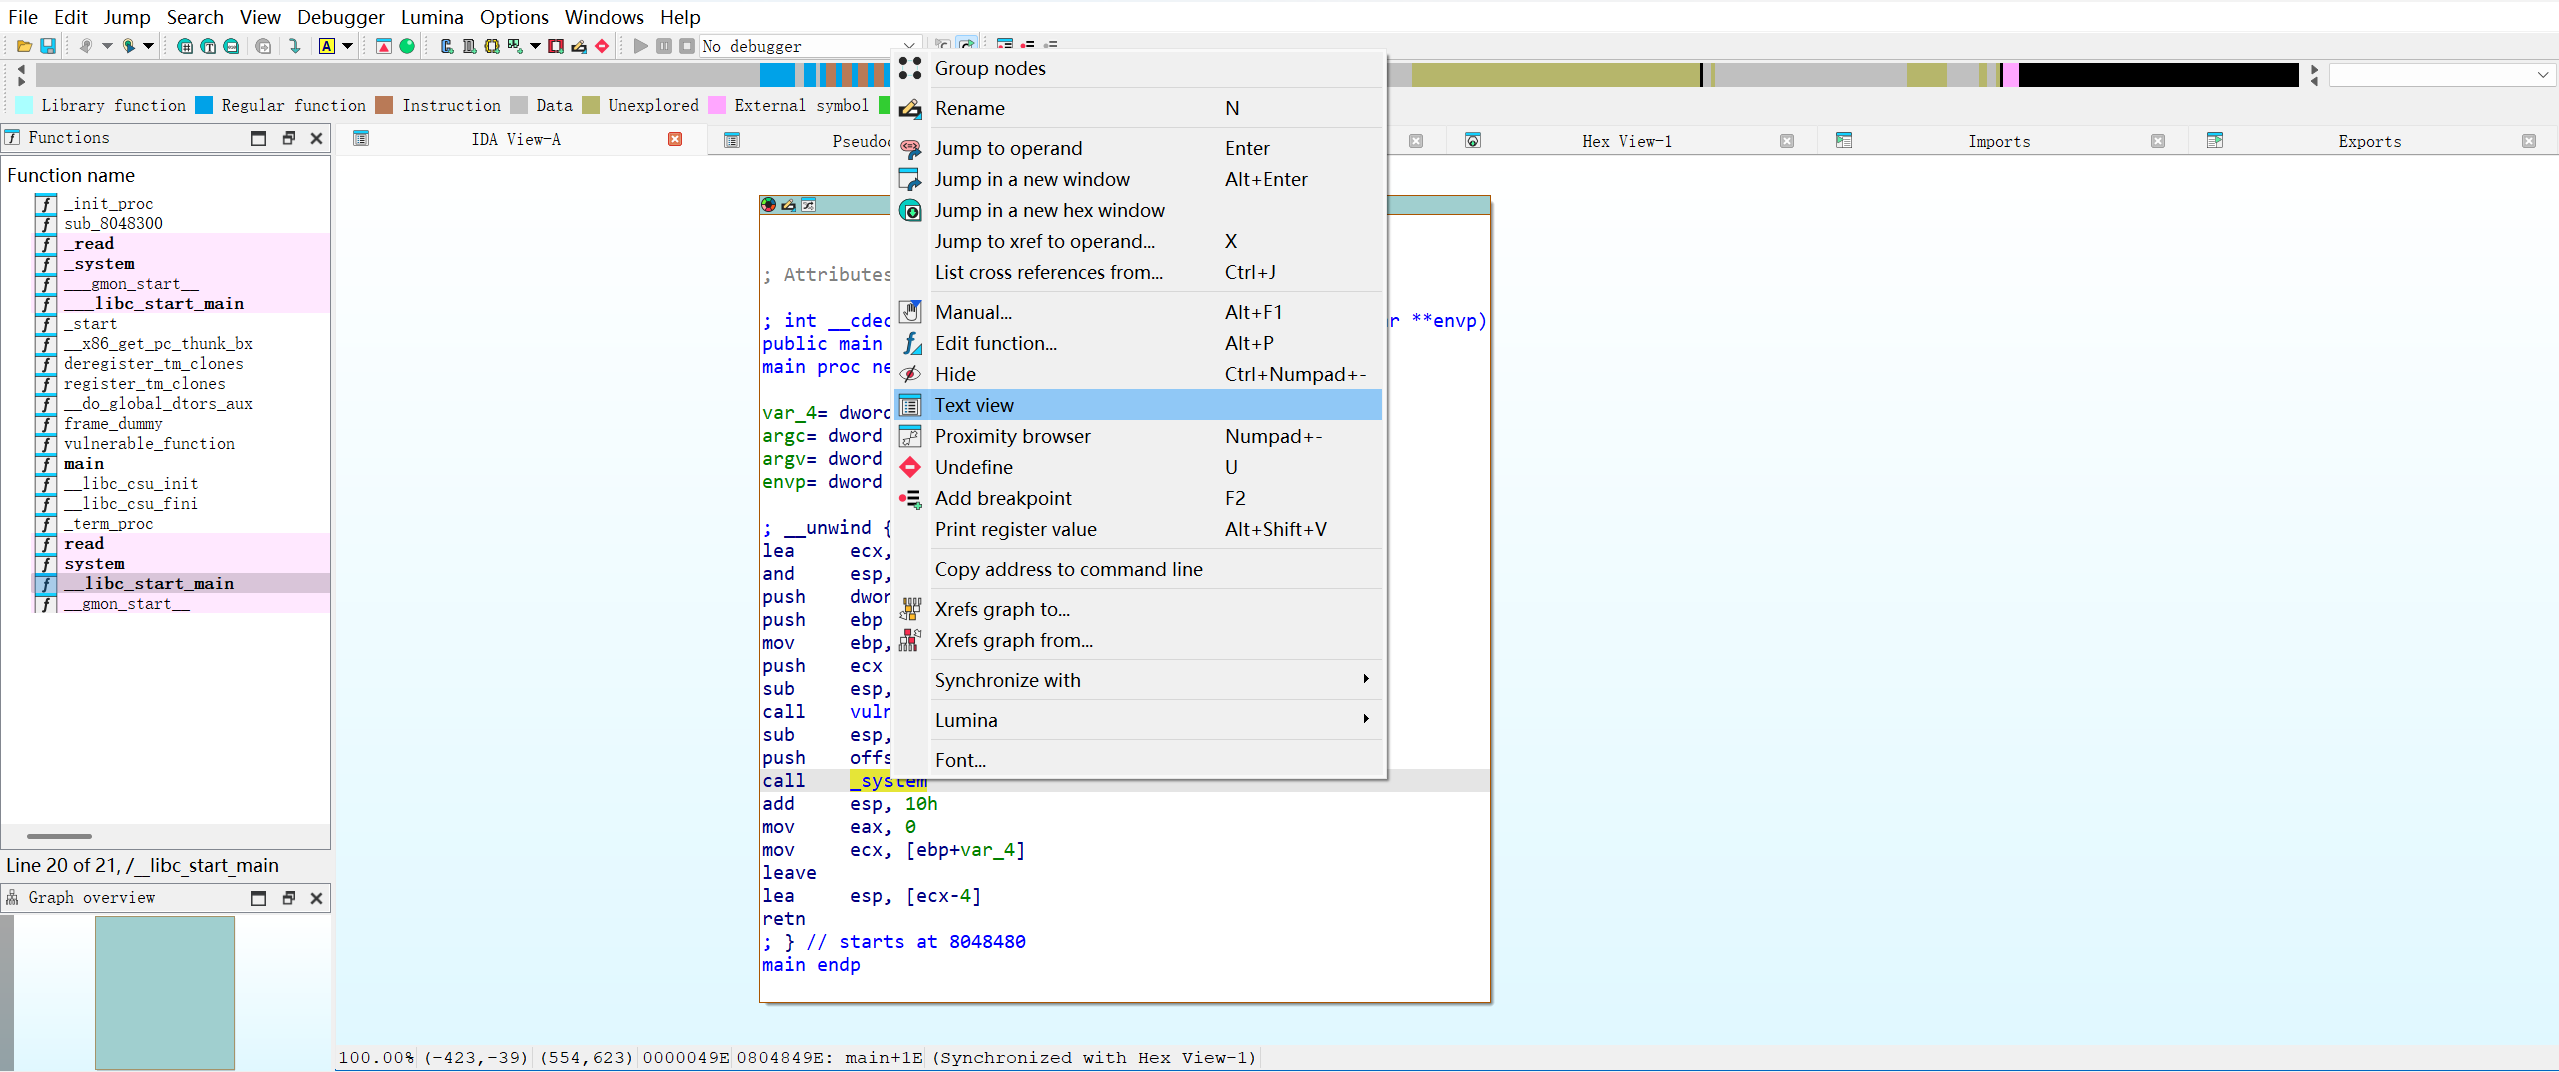 File Edit Jump Search View Debugger Lumina Options Windows Help
No debugger
Library function Regular function Instruction Data Unexplored External symbol
Functions
Function name
_init_proc
sub_8048300
_read
_system
___gmon_start__
___libc_start_main
_start
__x86_get_pc_thunk_bx
deregister_tm_clones
register_tm_clones
__do_global_dtors_aux
frame_dummy
vulnerable_function
main
__libc_csu_init
__libc_csu_fini
_term_proc
read
system
__libc_start_main
__gmon_start__
Line 20 of 21, /__libc_start_main
Graph overview
IDA View-A Pseudoc Hex View-1 Imports Exports
; Attributes
; int __cdec r **envp)
public main
main proc ne
var_4= dword
argc= dword
argv= dword
envp= dword
; __unwind {
lea ecx,
and esp,
push dwor
push ebp
mov ebp,
push ecx
sub esp,
call vuln
sub esp,
push offs
call _system
add esp, 10h
mov eax, 0
mov ecx, [ebp+var_4]
leave
lea esp, [ecx-4]
retn
; } // starts at 8048480
main endp
Group nodes
Rename N
Jump to operand Enter
Jump in a new window Alt+Enter
Jump in a new hex window
Jump to xref to operand... X
List cross references from... Ctrl+J
Manual... Alt+F1
Edit function... Alt+P
Hide Ctrl+Numpad+-
Text view
Proximity browser Numpad+-
Undefine U
Add breakpoint F2
Print register value Alt+Shift+V
Copy address to command line
Xrefs graph to...
Xrefs graph from...
Synchronize with
Lumina
Font...
100.00% (-423,-39) (554,623) 0000049E 0804849E: main+1E (Synchronized with Hex View-1)